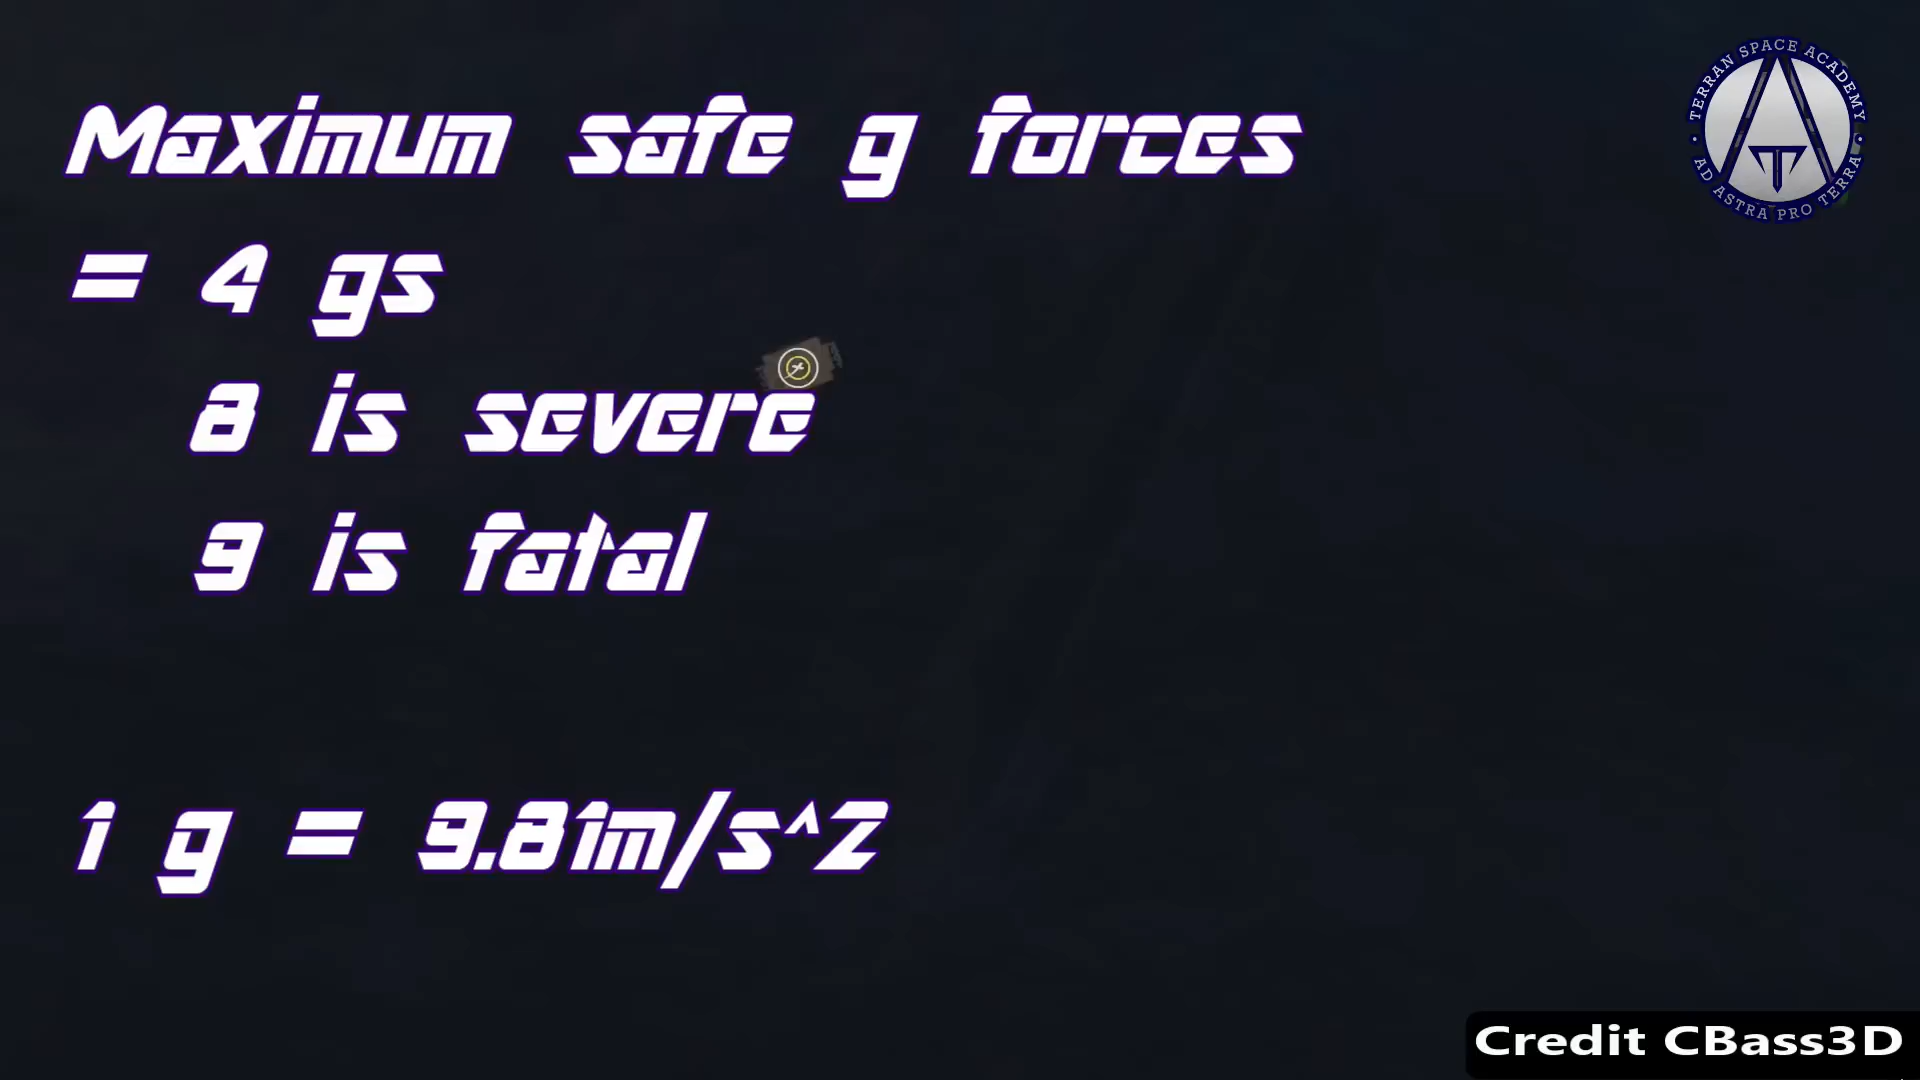 Maximum safe g forces
= 4 gs
8 is severe
9 is fatal
1 g = 9.81m/s^2
TERRAN SPACE ACADEMY
AD ASTRA PRO TERRA
Credit CBass3D